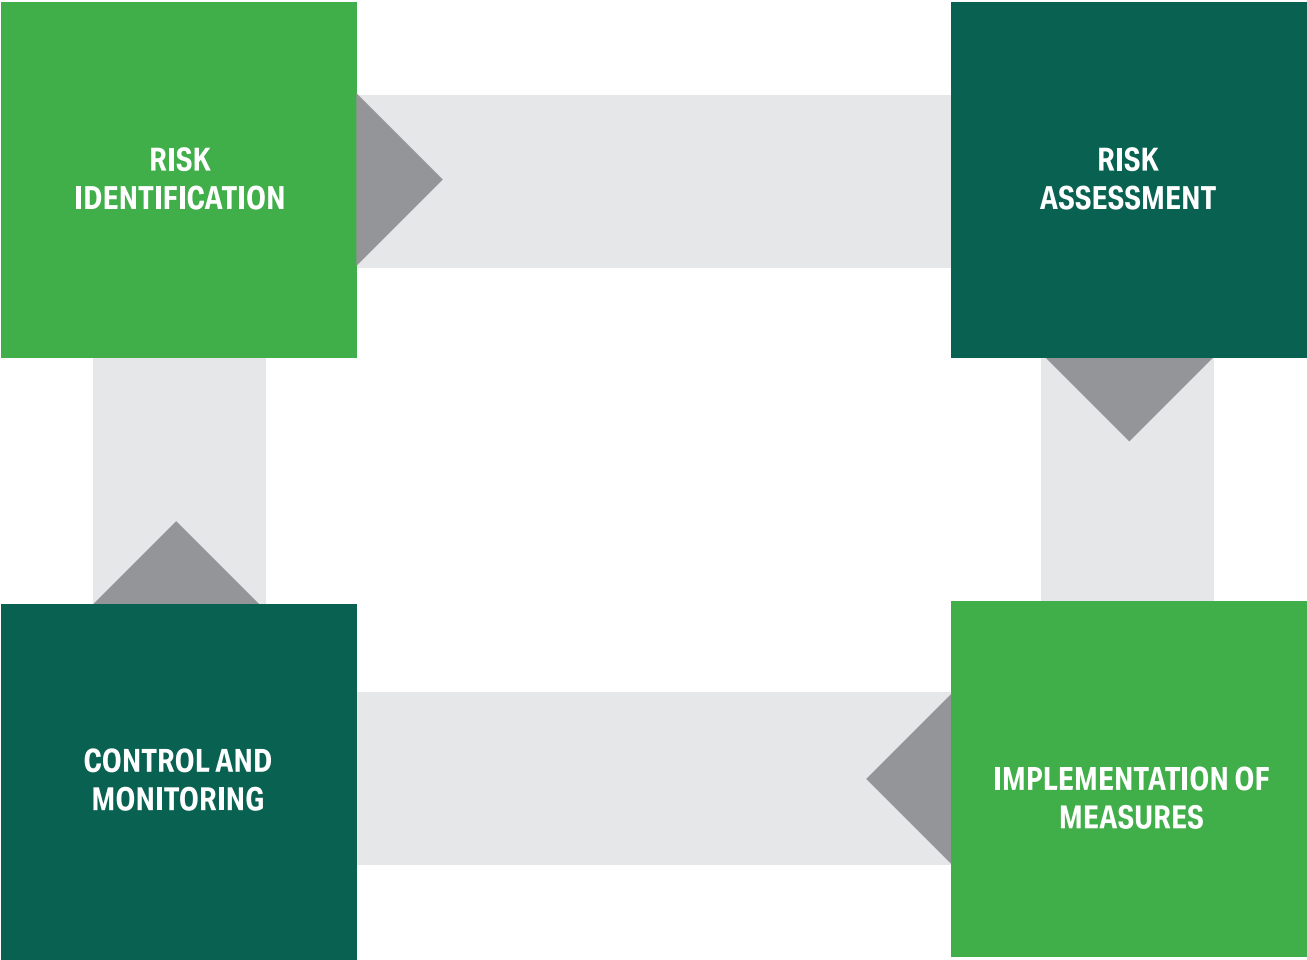 RISK
IDENTIFICATION
RISK
ASSESSMENT
CONTROL AND
MONITORING
IMPLEMENTATION OF
MEASURES